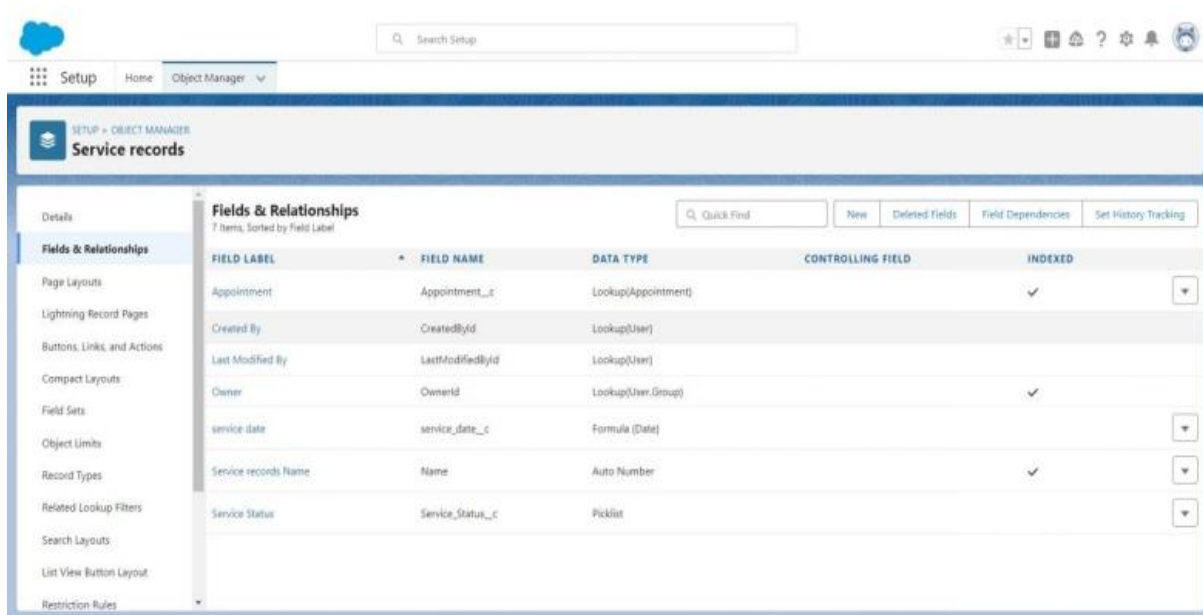 Search Setup
Setup Home Object Manager
SETUP > OBJECT MANAGER
Service records
Details
Fields & Relationships
Page Layouts
Lightning Record Pages
Buttons, Links, and Actions
Compact Layouts
Field Sets
Object Limits
Record Types
Related Lookup Filters
Search Layouts
List View Button Layout
Restriction Rules
Fields & Relationships
7 Items, Sorted by Field Label
Quick Find
New Deleted Fields Field Dependencies Set History Tracking
FIELD LABEL FIELD NAME DATA TYPE CONTROLLING FIELD INDEXED
Appointment Appointment__c Lookup(Appointment)
Created By CreatedById Lookup(User)
Last Modified By LastModifiedById Lookup(User)
Owner OwnerId Lookup(User,Group)
service date service_date__c Formula (Date)
Service records Name Name Auto Number
Service Status Service_Status__c Picklist